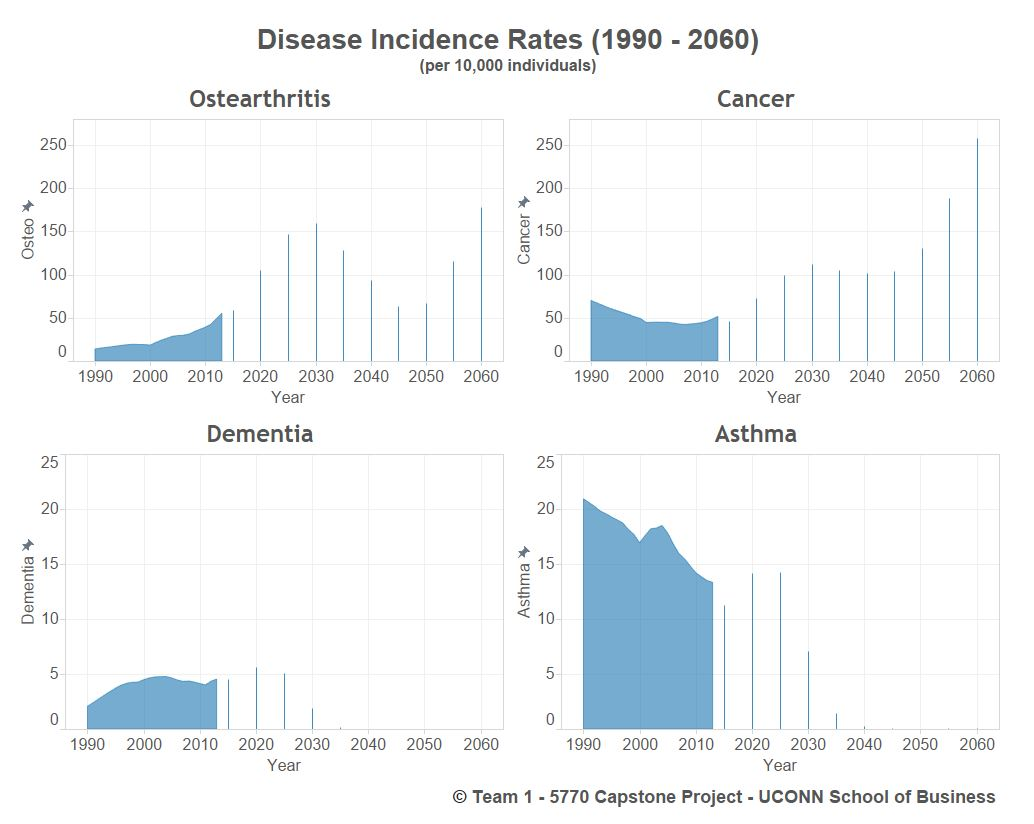 Disease Incidence Rates (1990 - 2060)
(per 10,000 individuals)
Ostearthritis
250
200
150
100
50
0
Osteo
1990 2000 2010 2020 2030 2040 2050 2060
Year
Cancer
250
200
150
100
50
0
Cancer
1990 2000 2010 2020 2030 2040 2050 2060
Year
Dementia
25
20
15
10
5
0
Dementia
1990 2000 2010 2020 2030 2040 2050 2060
Year
Asthma
25
20
15
10
5
0
Asthma
1990 2000 2010 2020 2030 2040 2050 2060
Year
© Team 1 - 5770 Capstone Project - UCONN School of Business